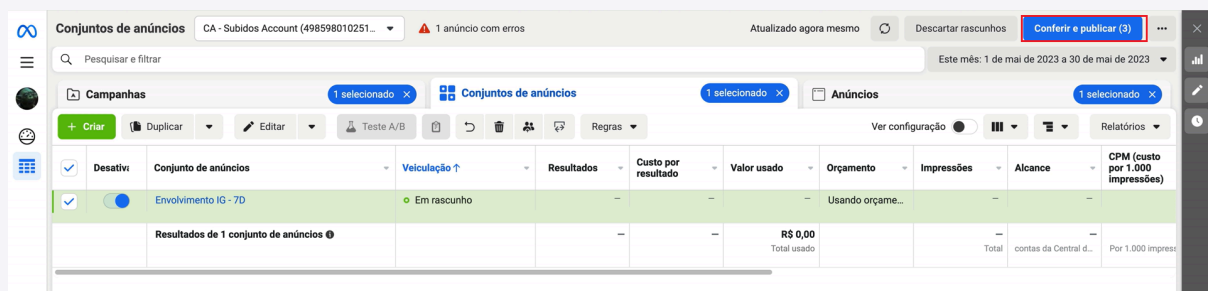 Conjuntos de anúncios
CA - Subidos Account (498598010251...
1 anúncio com erros
Atualizado agora mesmo
Descartar rascunhos
Conferir e publicar (3)
Pesquisar e filtrar
Este mês: 1 de mai de 2023 a 30 de mai de 2023
Campanhas
1 selecionado ×
Conjuntos de anúncios
1 selecionado ×
Anúncios
1 selecionado ×
+ Criar
Duplicar
Editar
Teste A/B
Regras
Ver configuração
Relatórios
Desativa
Conjunto de anúncios
Veiculação ↑
Resultados
Custo por
resultado
Valor usado
Orçamento
Impressões
Alcance
CPM (custo
por 1.000
impressões)
Envolvimento IG - 7D
Em rascunho
—
—
—
Usando orçame...
—
—
Resultados de 1 conjunto de anúncios
—
—
R$ 0,00
Total usado
—
Total
—
contas da Central d...
Por 1.000 impress